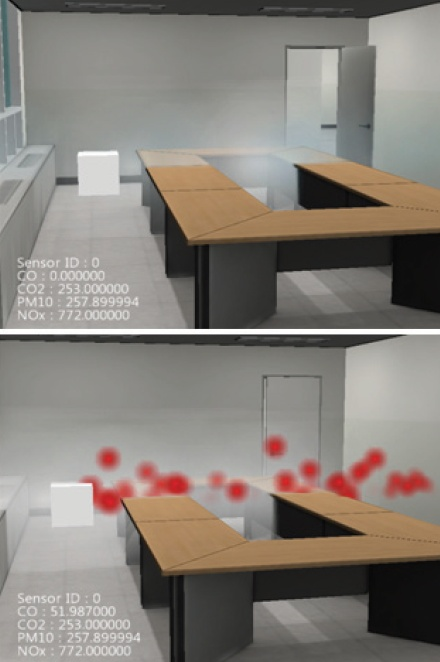 Sensor ID : 0
CO : 0.000000
CO2 : 253.000000
PM10 : 257.899994
NOx : 772.000000
Sensor ID : 0
CO : 51.987000
CO2 : 253.000000
PM10 : 257.899994
NOx : 772.000000